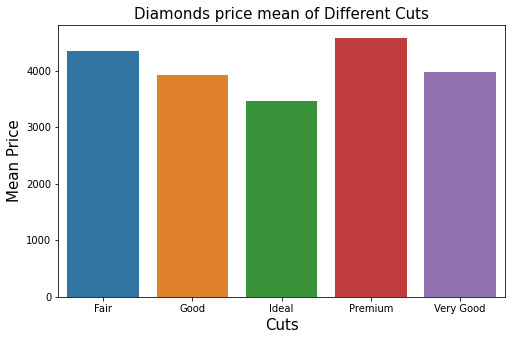 Diamonds price mean of Different Cuts
Mean Price
4000
3000
2000
1000
0
Fair Good Ideal Premium Very Good
Cuts